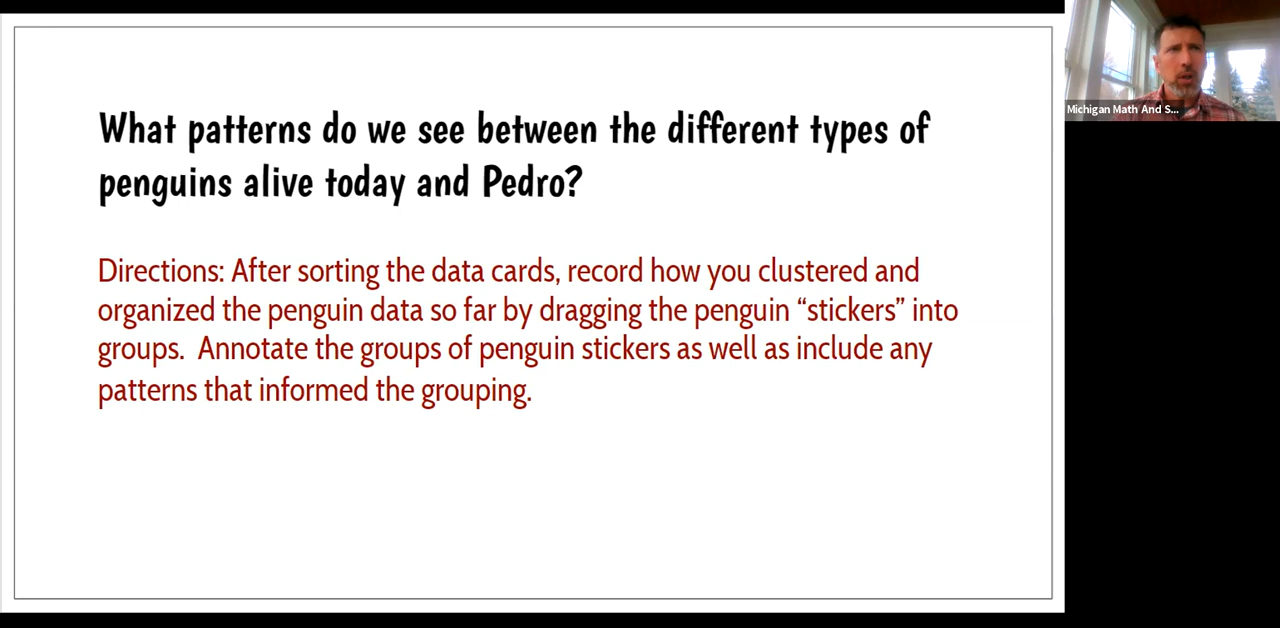 What patterns do we see between the different types of
penguins alive today and Pedro?
Directions: After sorting the data cards, record how you clustered and
organized the penguin data so far by dragging the penguin “stickers” into
groups.  Annotate the groups of penguin stickers as well as include any
patterns that informed the grouping.
Michigan Math And S...